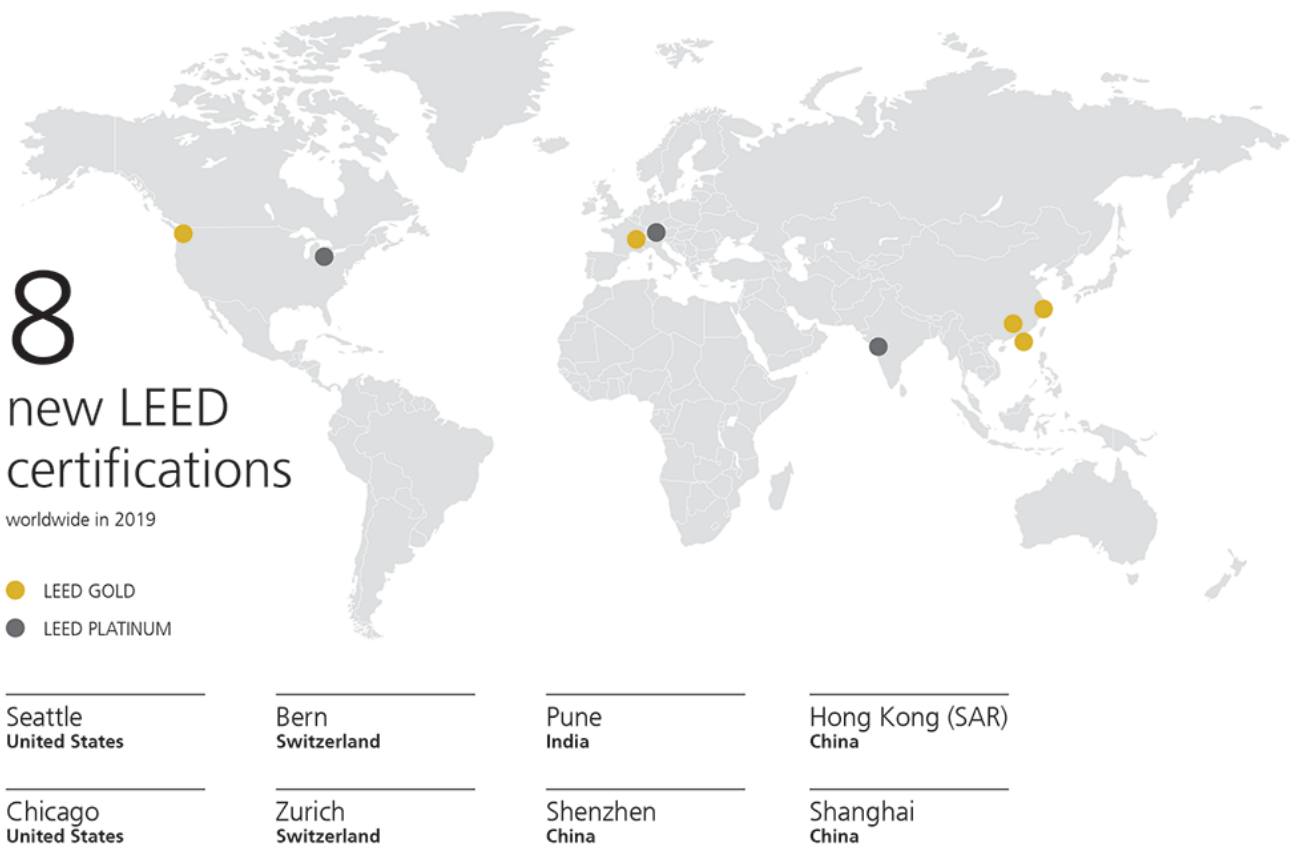 8
new LEED
certifications
worldwide in 2019
LEED GOLD
LEED PLATINUM
Seattle
United States
Bern
Switzerland
Pune
India
Hong Kong (SAR)
China
Chicago
United States
Zurich
Switzerland
Shenzhen
China
Shanghai
China